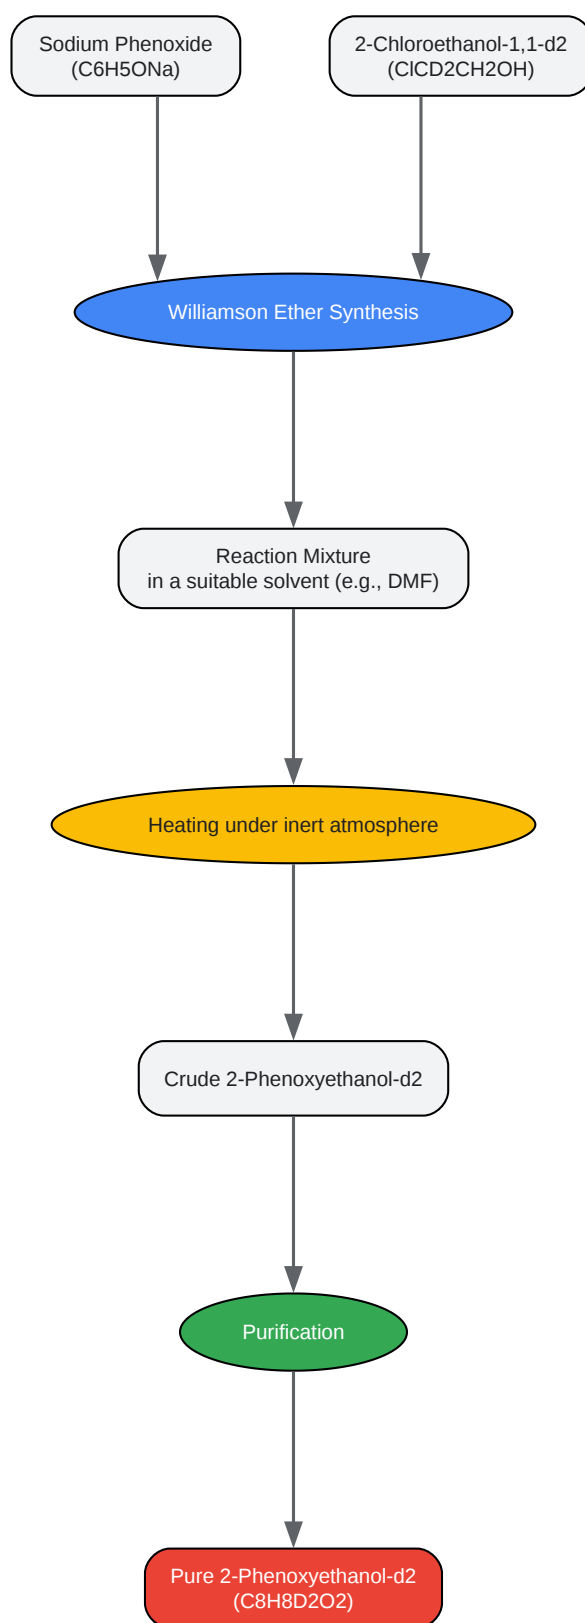 Sodium Phenoxide
(C6H5ONa)
2-Chloroethanol-1,1-d2
(ClCD2CH2OH)
Williamson Ether Synthesis
Reaction Mixture
in a suitable solvent (e.g., DMF)
Heating under inert atmosphere
Crude 2-Phenoxyethanol-d2
Purification
Pure 2-Phenoxyethanol-d2
(C8H8D2O2)